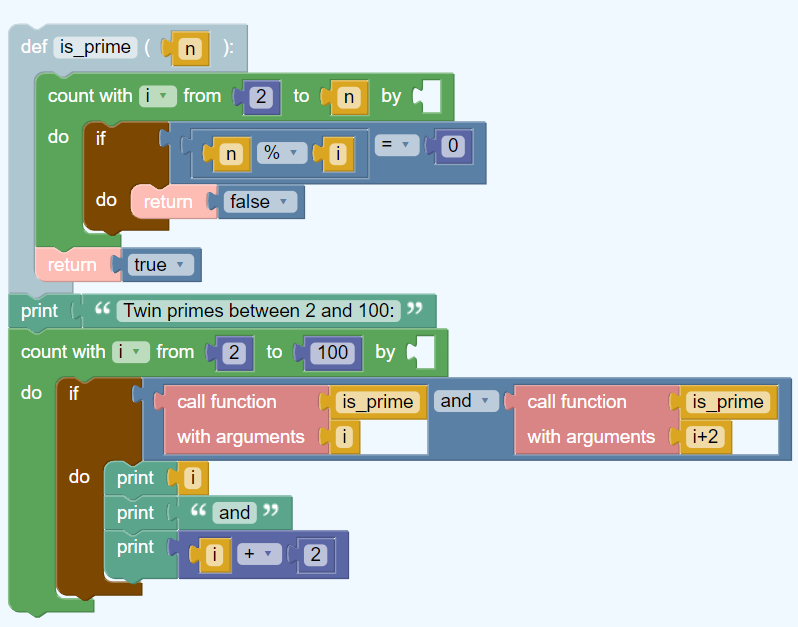 def is_prime ( n ):
count with i from 2 to n by
do if n % i = 0
do return false
return true
print “ Twin primes between 2 and 100: ”
count with i from 2 to 100 by
do if call function is_prime and call function is_prime
with arguments i with arguments i+2
do print i
print “ and ”
print i + 2